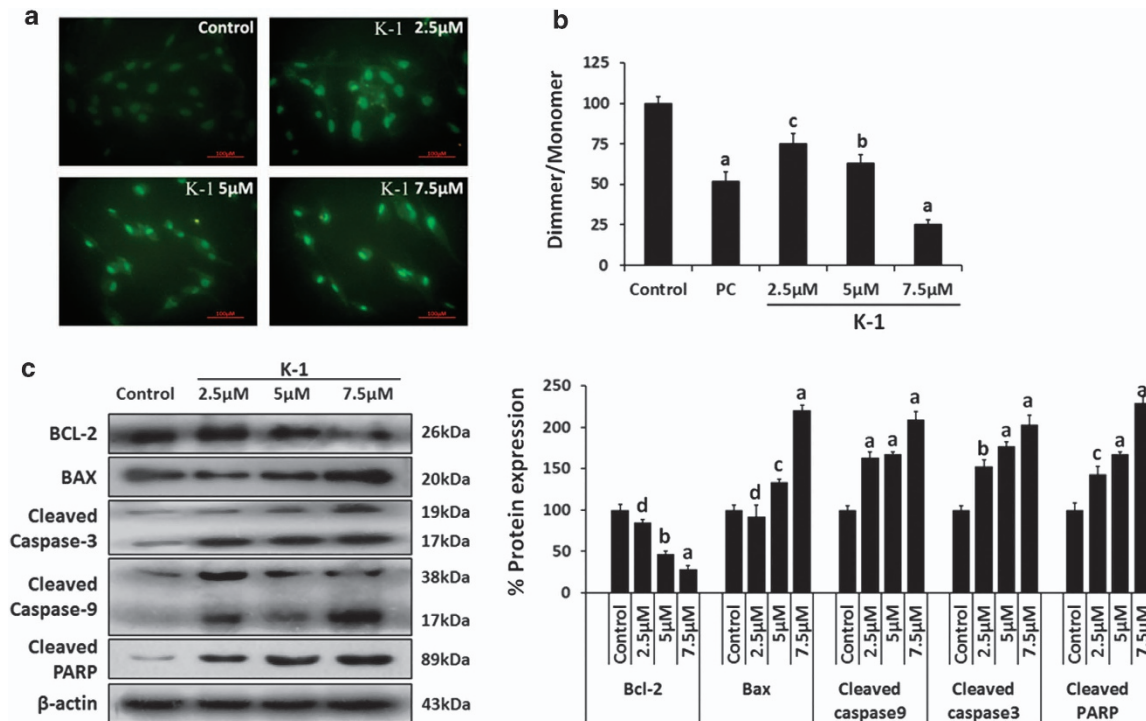 a
Control
K-1 2.5µM
100µM
100µM
K-1 5µM
K-1 7.5µM
100µM
100µM
b
Dimmer/Monomer
125
100
75
50
25
0
a
c
b
a
Control PC 2.5µM 5µM 7.5µM
K-1
c
K-1
Control 2.5µM 5µM 7.5µM
BCL-2 26kDa
BAX 20kDa
Cleaved 19kDa
Caspase-3 17kDa
Cleaved 38kDa
Caspase-9 17kDa
Cleaved
PARP 89kDa
β-actin 43kDa
% Protein expression
250
200
150
100
50
0
d b a
d c a
a a a
b a a
c a a
Control 2.5µM 5µM 7.5µM
Control 2.5µM 5µM 7.5µM
Control 2.5µM 5µM 7.5µM
Control 2.5µM 5µM 7.5µM
Control 2.5µM 5µM 7.5µM
Bcl-2
Bax
Cleaved
caspase9
Cleaved
caspase3
Cleaved
PARP